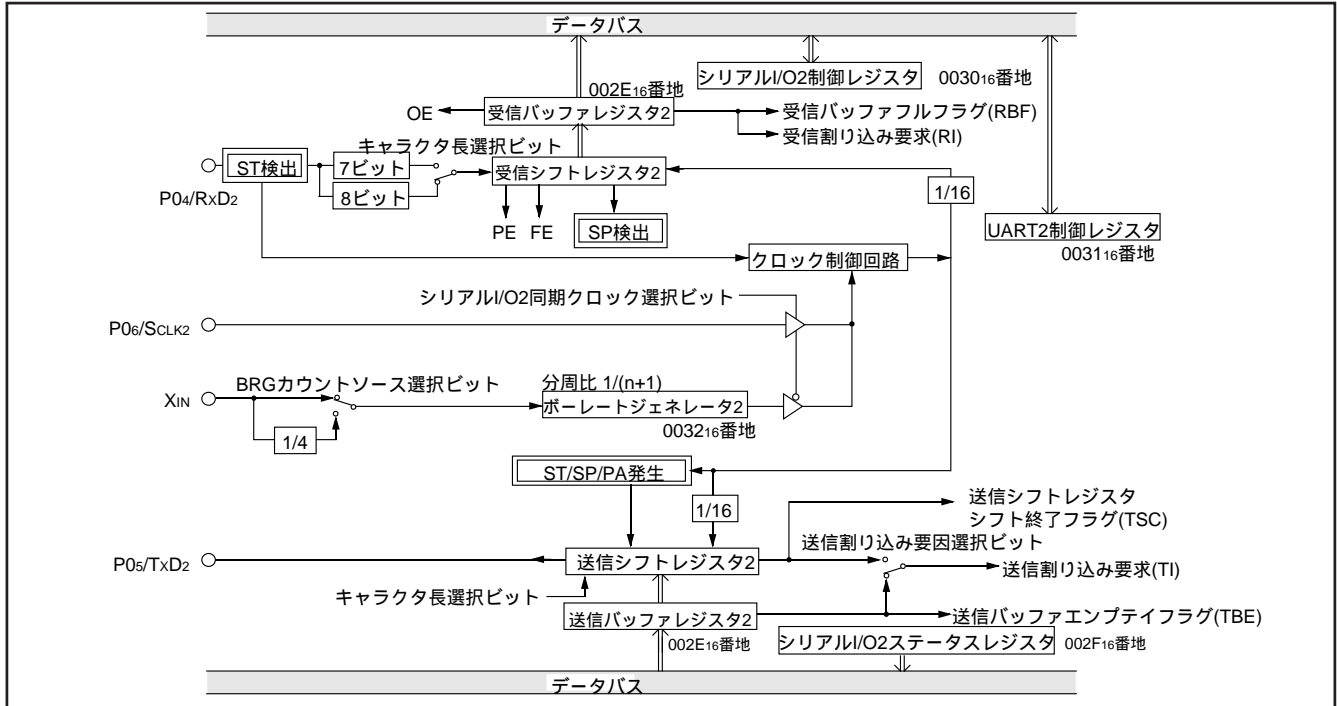 データバス
シリアルI/O2制御レジスタ 003016番地
002E16番地
OE 受信バッファレジスタ2 受信バッファフルフラグ(RBF)
受信割り込み要求(RI)
キャラクタ長選択ビット
ST検出 7ビット 受信シフトレジスタ2
8ビット
P04/RXD2
1/16
PE FE SP検出
UART2制御レジスタ
003116番地
クロック制御回路
シリアルI/O2同期クロック選択ビット
P06/SCLK2
BRGカウントソース選択ビット 分周比 1/(n+1)
XIN ボーレートジェネレータ2
003216番地
1/4
ST/SP/PA発生
1/16
送信シフトレジスタ
シフト終了フラグ(TSC)
送信割り込み要因選択ビット
P05/TXD2 送信シフトレジスタ2
送信割り込み要求(TI)
キャラクタ長選択ビット
送信バッファレジスタ2 送信バッファエンプテイフラグ(TBE)
002E16番地 シリアルI/O2ステータスレジスタ 002F16番地
データバス